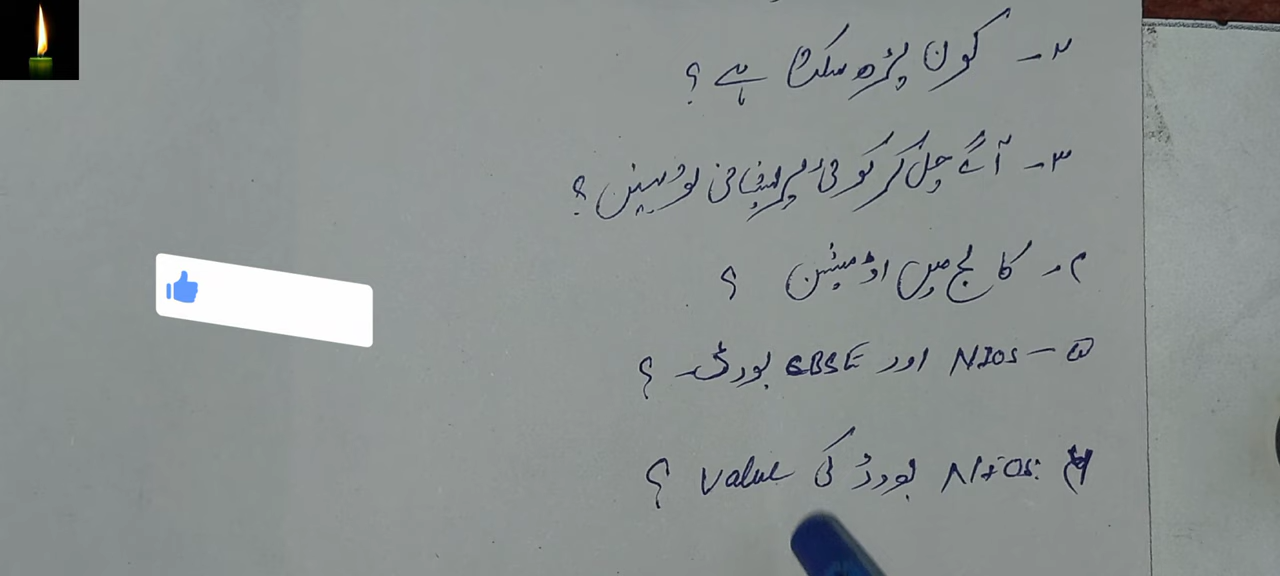 ۲۔ کون پڑھ سکتا ہے؟
۳۔ آگے چل کر کوئی پریشانی تو نہیں؟
۴۔ کالج میں اڈمیشن ؟
۵۔ NIOS اور CBSE بورڈ ؟
۶ NIOS بورڈ کی value ؟